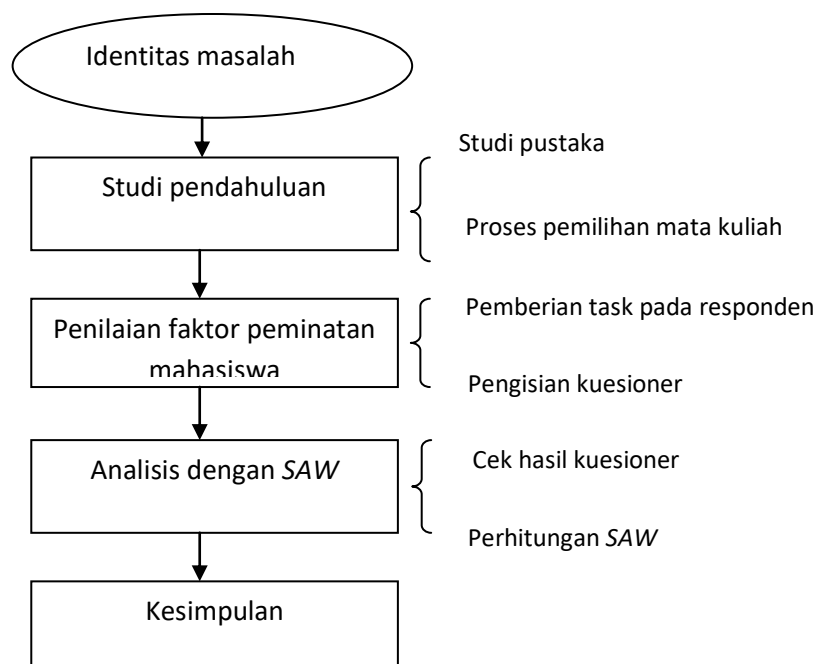 Identitas masalah
Studi pustaka
Studi pendahuluan
Proses pemilihan mata kuliah
Pemberian task pada responden
Penilaian faktor peminatan
mahasiswa
Pengisian kuesioner
Cek hasil kuesioner
Analisis dengan SAW
Perhitungan SAW
Kesimpulan